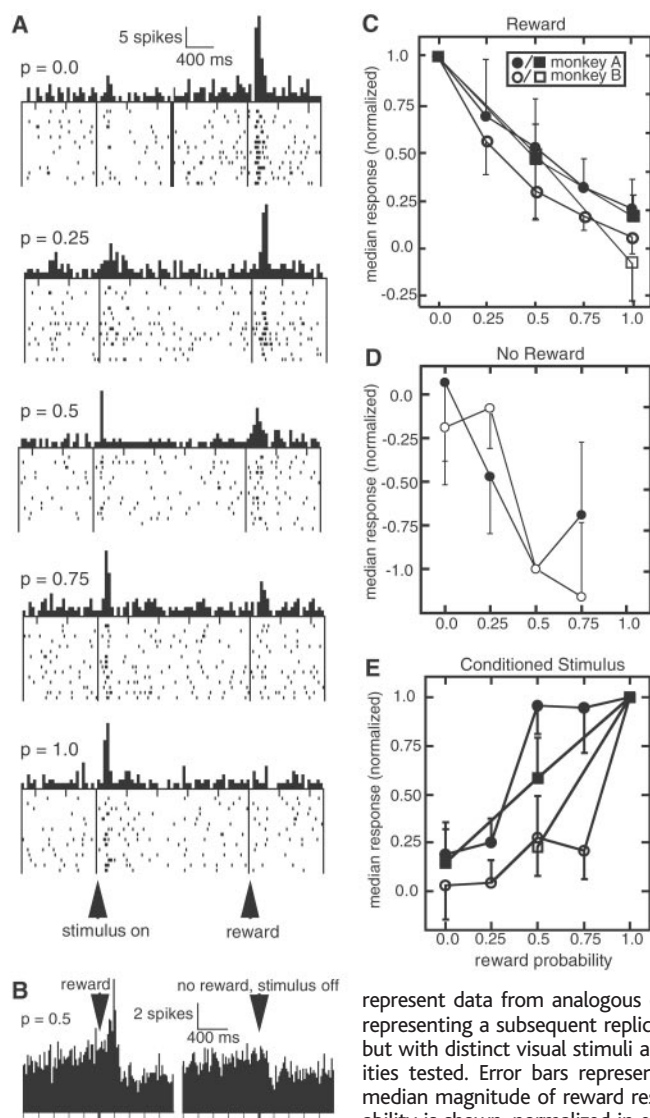 A
5 spikes
400 ms
p = 0.0
p = 0.25
p = 0.5
p = 0.75
p = 1.0
stimulus on
reward
B
reward
no reward, stimulus off
p = 0.5
2 spikes
400 ms
C
Reward
●/■ monkey A
○/□ monkey B
median response (normalized)
1.0
0.75
0.50
0.25
0.0
-0.25
0.0 0.25 0.5 0.75 1.0
D
No Reward
median response (normalized)
0.0
-0.25
-0.50
-0.75
-1.0
0.0 0.25 0.5 0.75 1.0
E
Conditioned Stimulus
median response (normalized)
1.0
0.75
0.50
0.25
0.0
0.0 0.25 0.5 0.75 1.0
reward probability
represent data from analogous
representing a subsequent replic
but with distinct visual stimuli a
ities tested. Error bars represen
median magnitude of reward res